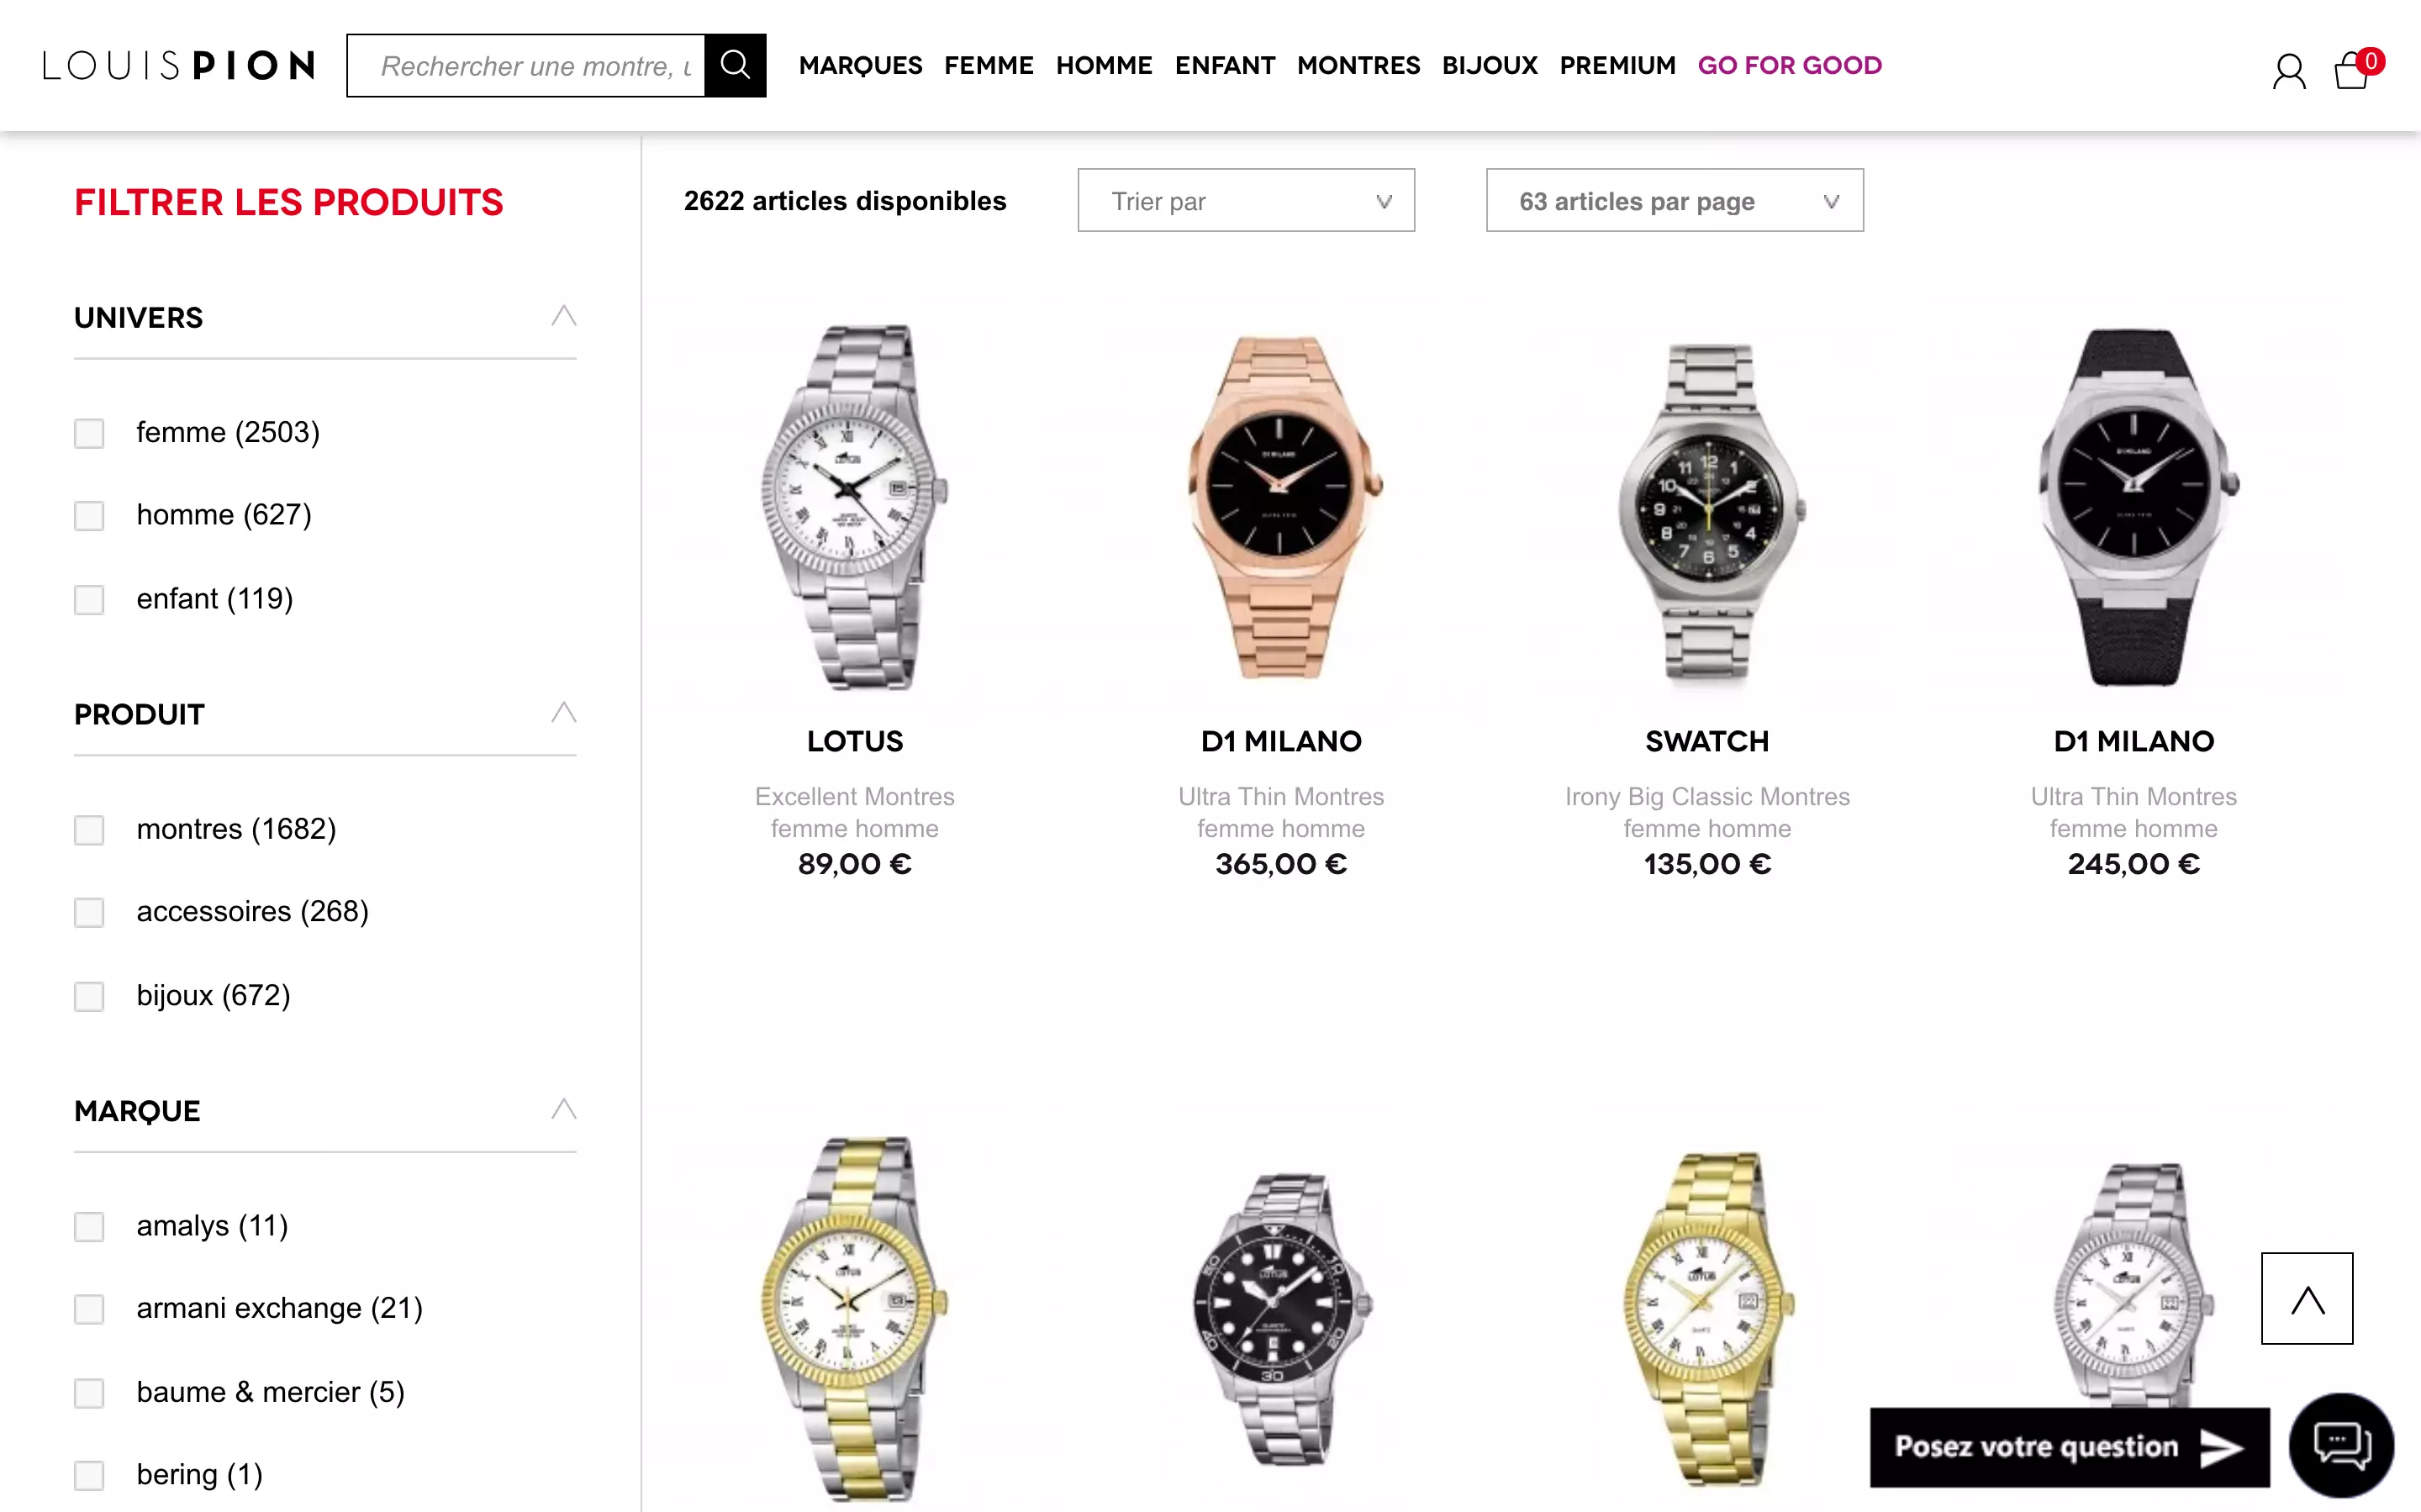 LOUIS PION
Rechercher une montre, u
MARQUES FEMME HOMME ENFANT MONTRES BIJOUX PREMIUM GO FOR GOOD
0
FILTRER LES PRODUITS
2622 articles disponibles
Trier par
63 articles par page
UNIVERS
femme (2503)
homme (627)
enfant (119)
PRODUIT
montres (1682)
accessoires (268)
bijoux (672)
MARQUE
amalys (11)
armani exchange (21)
baume & mercier (5)
bering (1)
LOTUS
Excellent Montres
femme homme
89,00 €
D1 MILANO
Ultra Thin Montres
femme homme
365,00 €
SWATCH
Irony Big Classic Montres
femme homme
135,00 €
D1 MILANO
Ultra Thin Montres
femme homme
245,00 €
Posez votre question